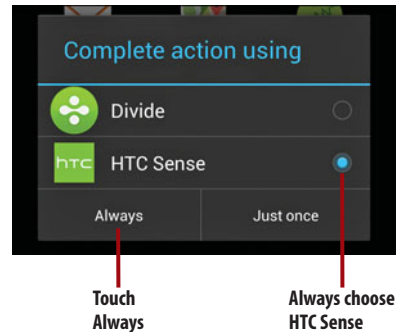 Complete action using
Divide
hTC HTC Sense
Always Just once
Touch Always choose
Always HTC Sense